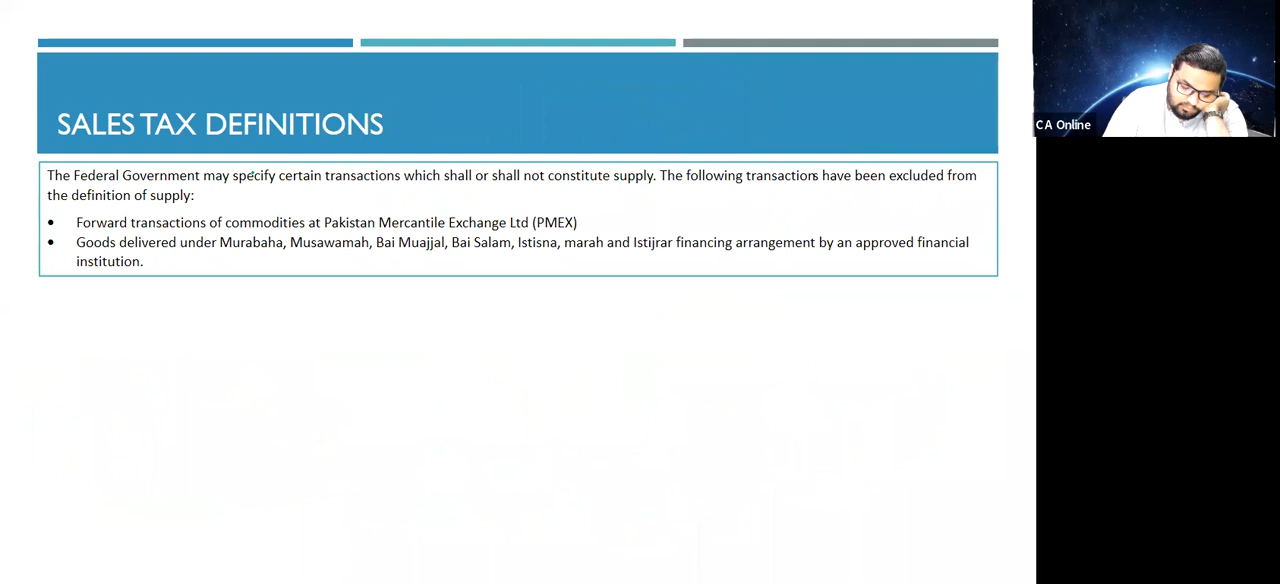 SALES TAX DEFINITIONS
The Federal Government may specify certain transactions which shall or shall not constitute supply. The following transactions have been excluded from
the definition of supply:
• Forward transactions of commodities at Pakistan Mercantile Exchange Ltd (PMEX)
• Goods delivered under Murabaha, Musawamah, Bai Muajjal, Bai Salam, Istisna, marah and Istijrar financing arrangement by an approved financial
institution.
CA Online